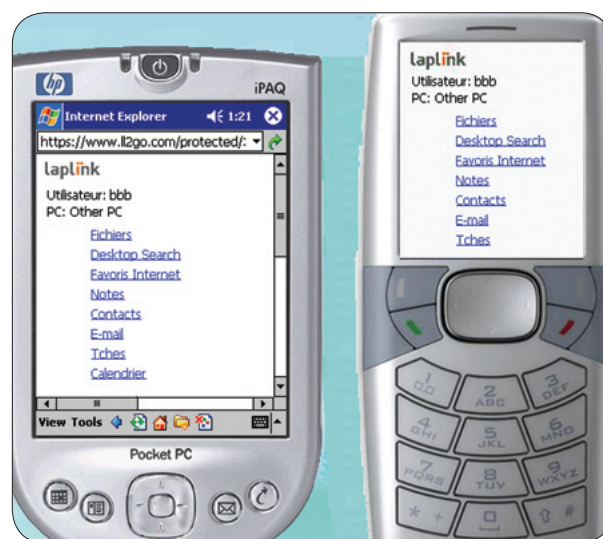 hp
iPAQ
Internet Explorer 1:21
https://www.ll2go.com/protected/:
laplink
Utilisateur: bbb
PC: Other PC
Fichiers
Desktop Search
Favoris Internet
Notes
Contacts
E-mail
Tches
Calendrier
View Tools
Pocket PC
laplink
Utilisateur: bbb
PC: Other PC
Fichiers
Desktop Search
Favoris Internet
Notes
Contacts
E-mail
Tches
1
2 ABC
3 DEF
4 GHI
5 JKL
6 MNO
7 PQRS
8 TUV
9 WXYZ
* +
#